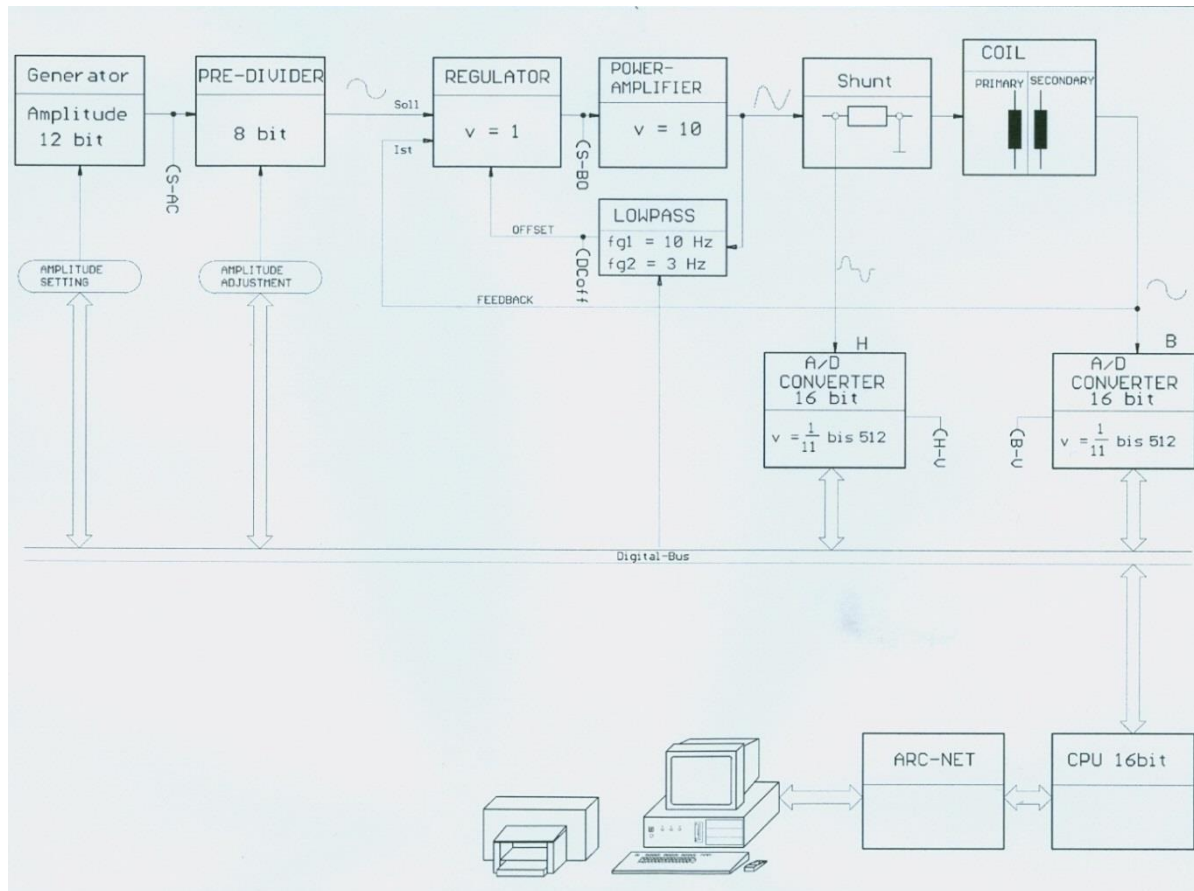 Generator
Amplitude
12 bit
PRE-DIVIDER
8 bit
Soll
Ist
REGULATOR
v = 1
POWER-
AMPLIFIER
v = 10
Shunt
COIL
PRIMARY
SECONDARY
(S-AC
(S-BO
LOWPASS
fg1 = 10 Hz
fg2 = 3 Hz
OFFSET
(DCoff
AMPLITUDE
SETTING
AMPLITUDE
ADJUSTMENT
FEEDBACK
H
A/D
CONVERTER
16 bit
v = 1/11 bis 512
(H-V
B
A/D
CONVERTER
16 bit
v = 1/11 bis 512
(B-V
Digital-Bus
ARC-NET
CPU 16bit